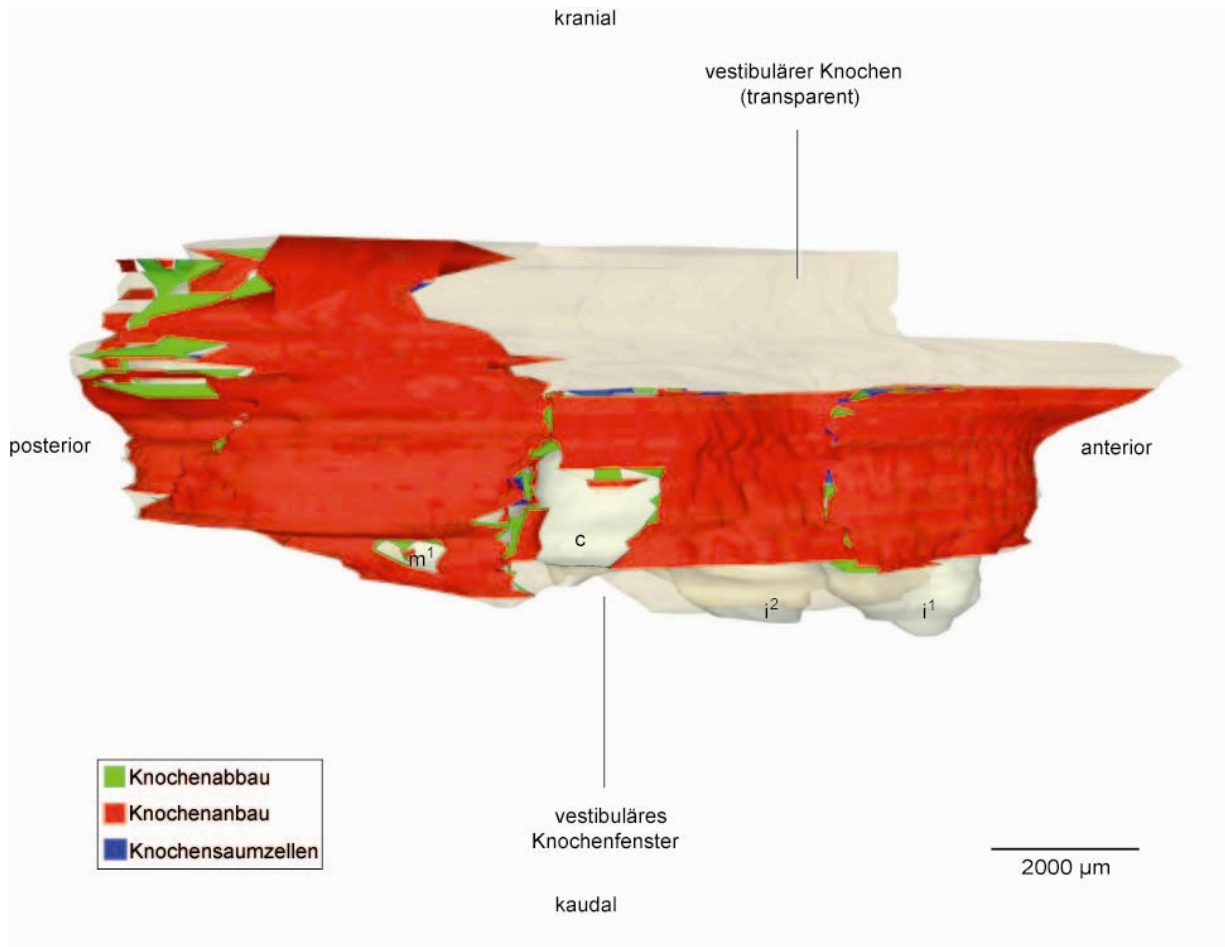 kranial
vestibulärer Knochen
(transparent)
posterior
anterior
m¹
c
i²
i¹
Knochenabbau
Knochenanbau
Knochensaumzellen
vestibuläres
Knochenfenster
2000 µm
kaudal